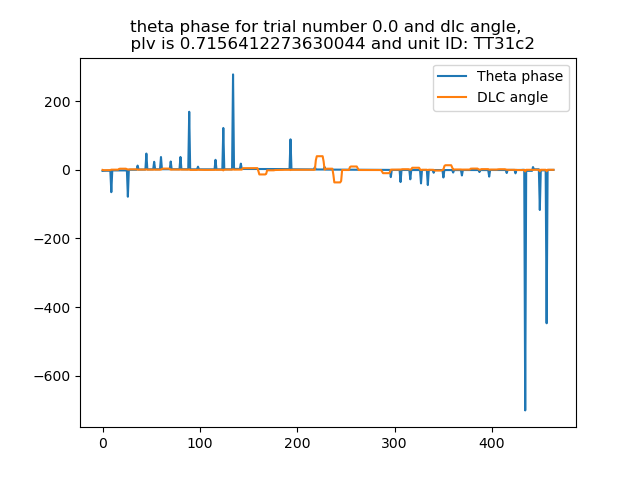 theta phase for trial number 0.0 and dlc angle,
plv is 0.7156412273630044 and unit ID: TT31c2
Theta phase
DLC angle
200
0
−200
−400
−600
0 100 200 300 400